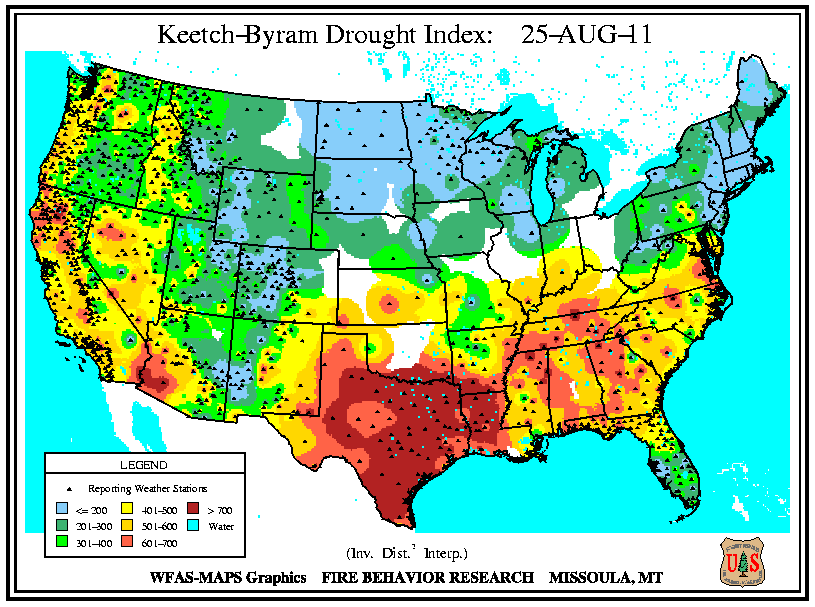 Keetch-Byram Drought Index: 25-AUG-11
LEGEND
Reporting Weather Stations
<= 200 401-500 > 700
201-300 501-600 Water
301-400 601-700
(Inv. Dist.² Interp.)
WFAS-MAPS Graphics FIRE BEHAVIOR RESEARCH MISSOULA, MT
U S